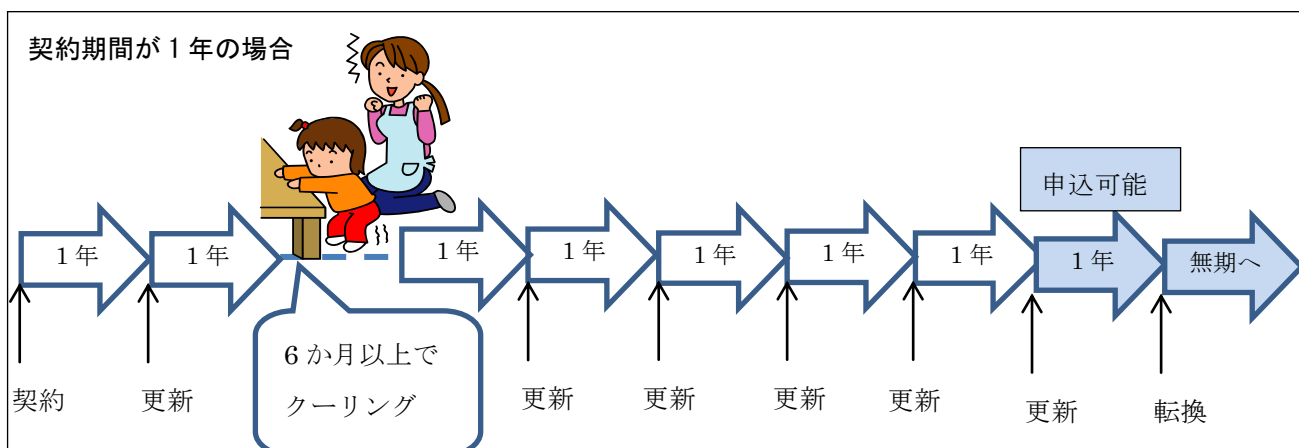 契約期間が1年の場合
申込可能
1年
1年
1年
1年
1年
1年
1年
1年
無期へ
6か月以上で
クーリング
契約
更新
更新
更新
更新
更新
更新
転換